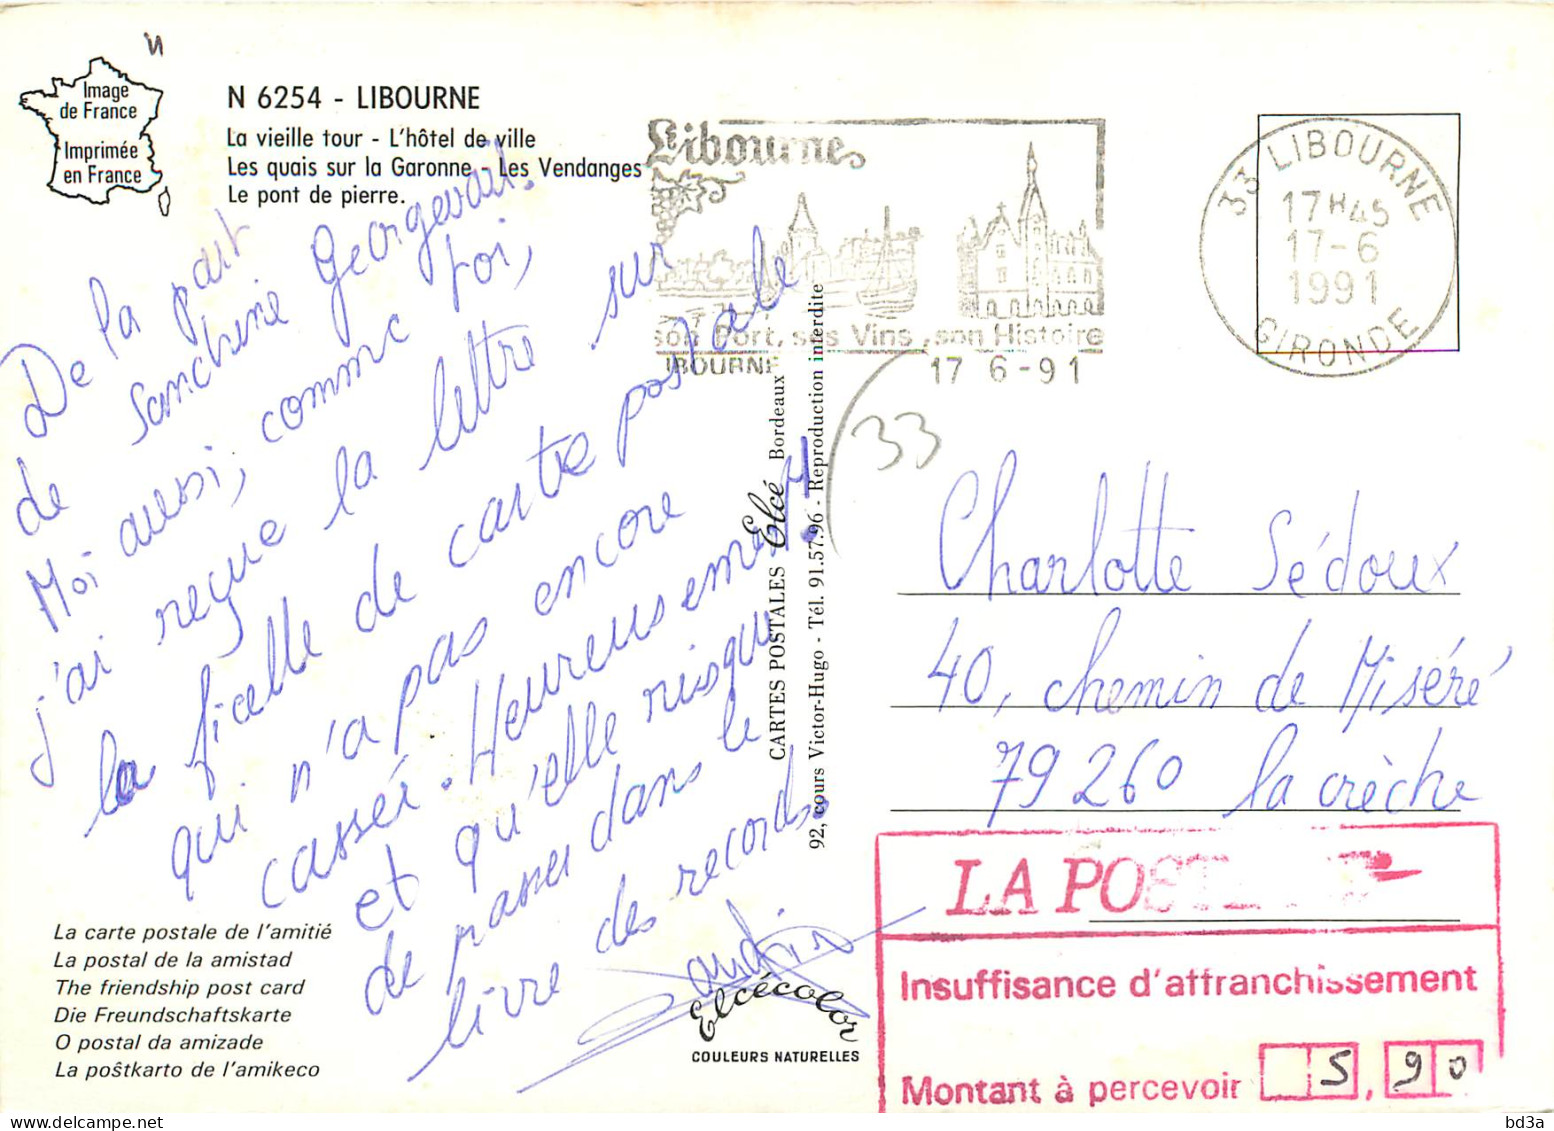 Image
de France
Imprimée
en France
N 6254 - LIBOURNE
La vieille tour - L'hôtel de ville
Les quais sur la Garonne - Les Vendanges
Le pont de pierre.
Libourne
son Port, ses Vins, son Histoire
LIBOURNE 17 6-91
33 LIBOURNE
17H45
17-6
1991
GIRONDE
De la part
de Sandrine Georgevail.
Moi aussi, comme toi,
j'ai reçue la lettre sur
la ficelle de carte postale
qui n'a pas encore
cassée. Heureusement!
et qu'elle risque
de passer dans le
livre des records.
Sandrin
33
CARTES POSTALES Elcé Bordeaux
92, cours Victor-Hugo - Tél. 91.57.96 - Reproduction interdite
Charlotte Sédoux
40, chemin de Miséré
79260 la crèche
LA POSTE
Insuffisance d'affranchissement
Montant à percevoir 5,90
La carte postale de l'amitié
La postal de la amistad
The friendship post card
Die Freundschaftskarte
O postal da amizade
La poŝtkarto de l'amikeco
Elcécolor
COULEURS NATURELLES
bd3a